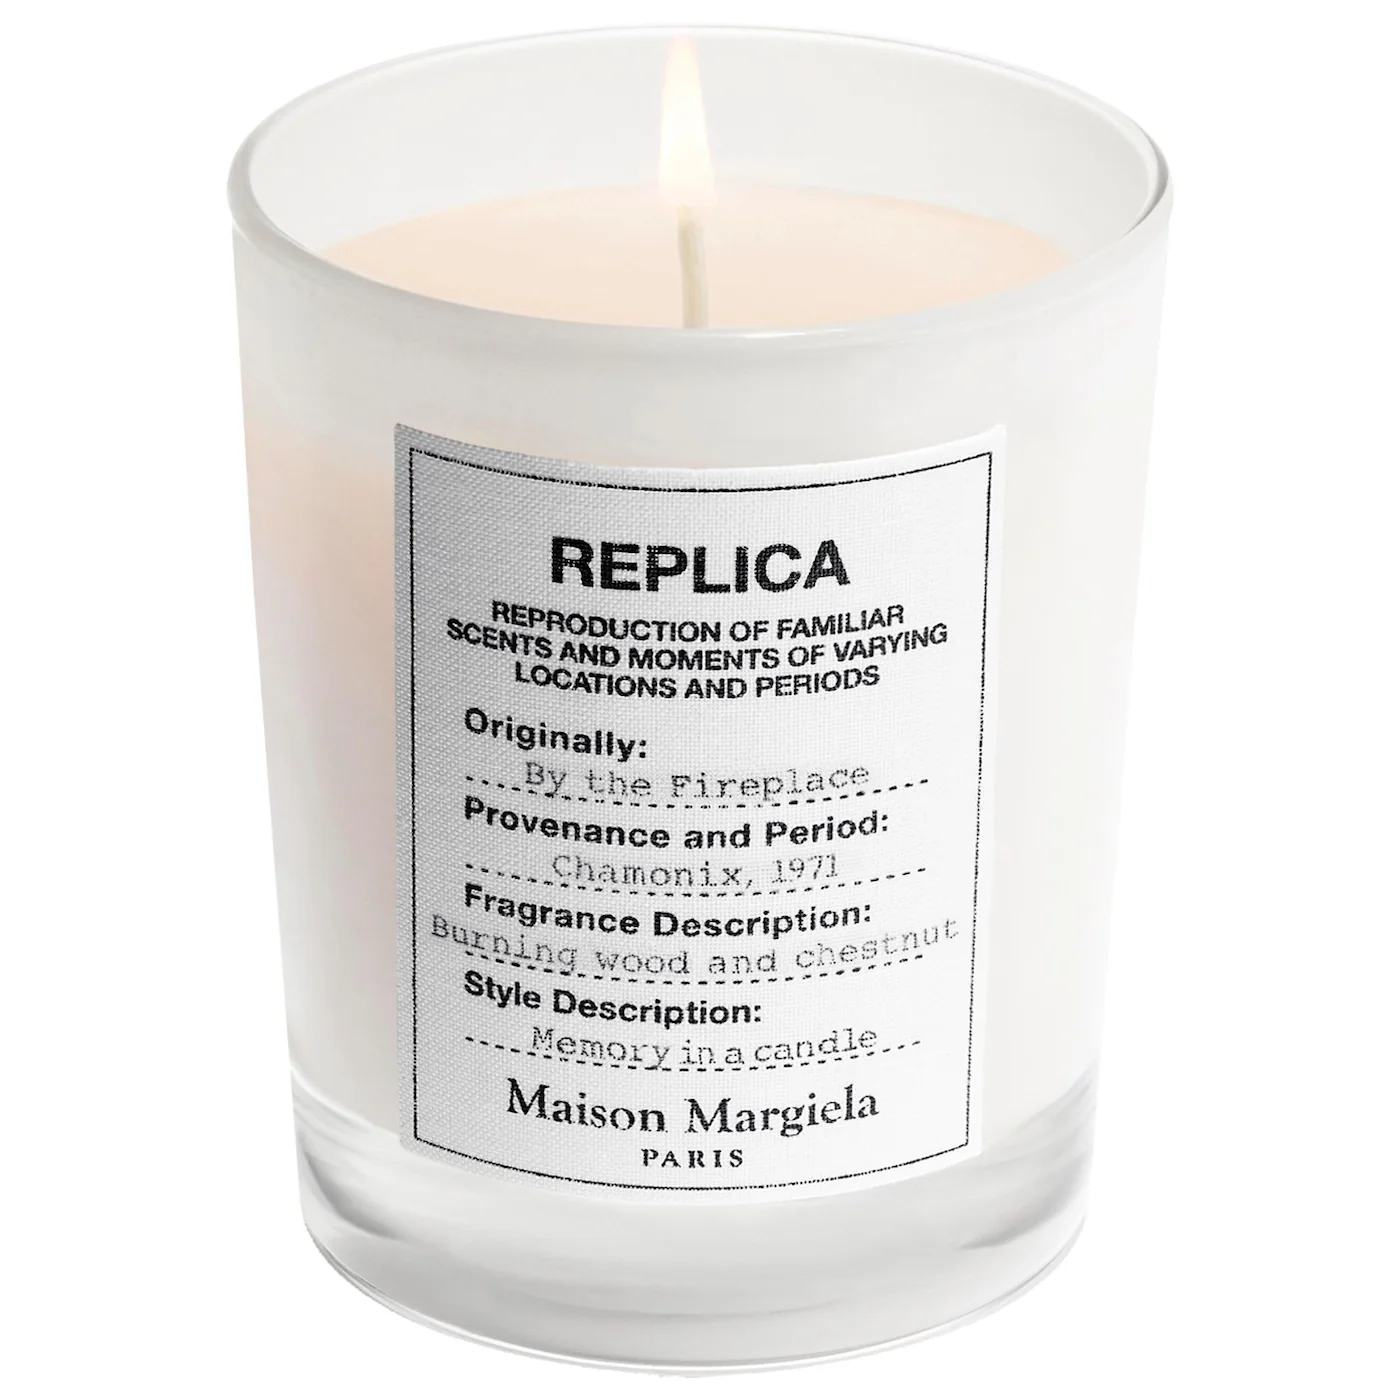 REPLICA
REPRODUCTION OF FAMILIAR
SCENTS AND MOMENTS OF VARYING
LOCATIONS AND PERIODS
Originally:
By the Fireplace
Provenance and Period:
Chamonix, 1971
Fragrance Description:
Burning wood and chestnut
Style Description:
Memory in a candle
Maison Margiela
PARIS